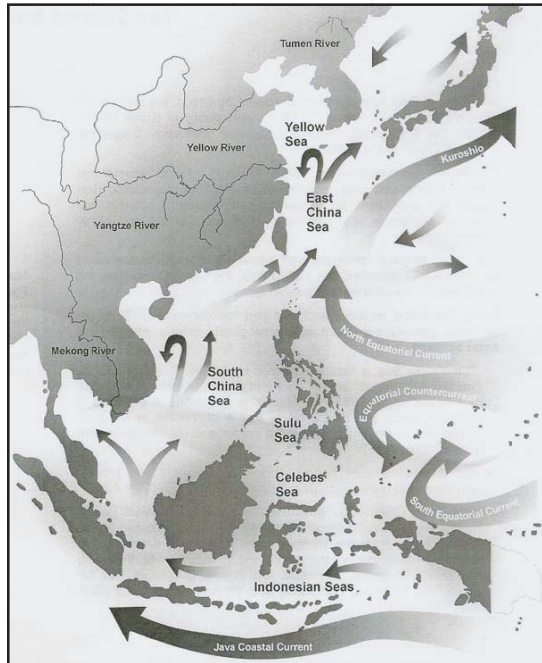 Tumen River
Yellow
Sea
Yellow River
Kuroshio
East
China
Sea
Yangtze River
North Equatorial Current
Mekong River
South
China
Sea
Equatorial Countercurrent
Sulu
Sea
Celebes
Sea
South Equatorial Current
Indonesian Seas
Java Coastal Current